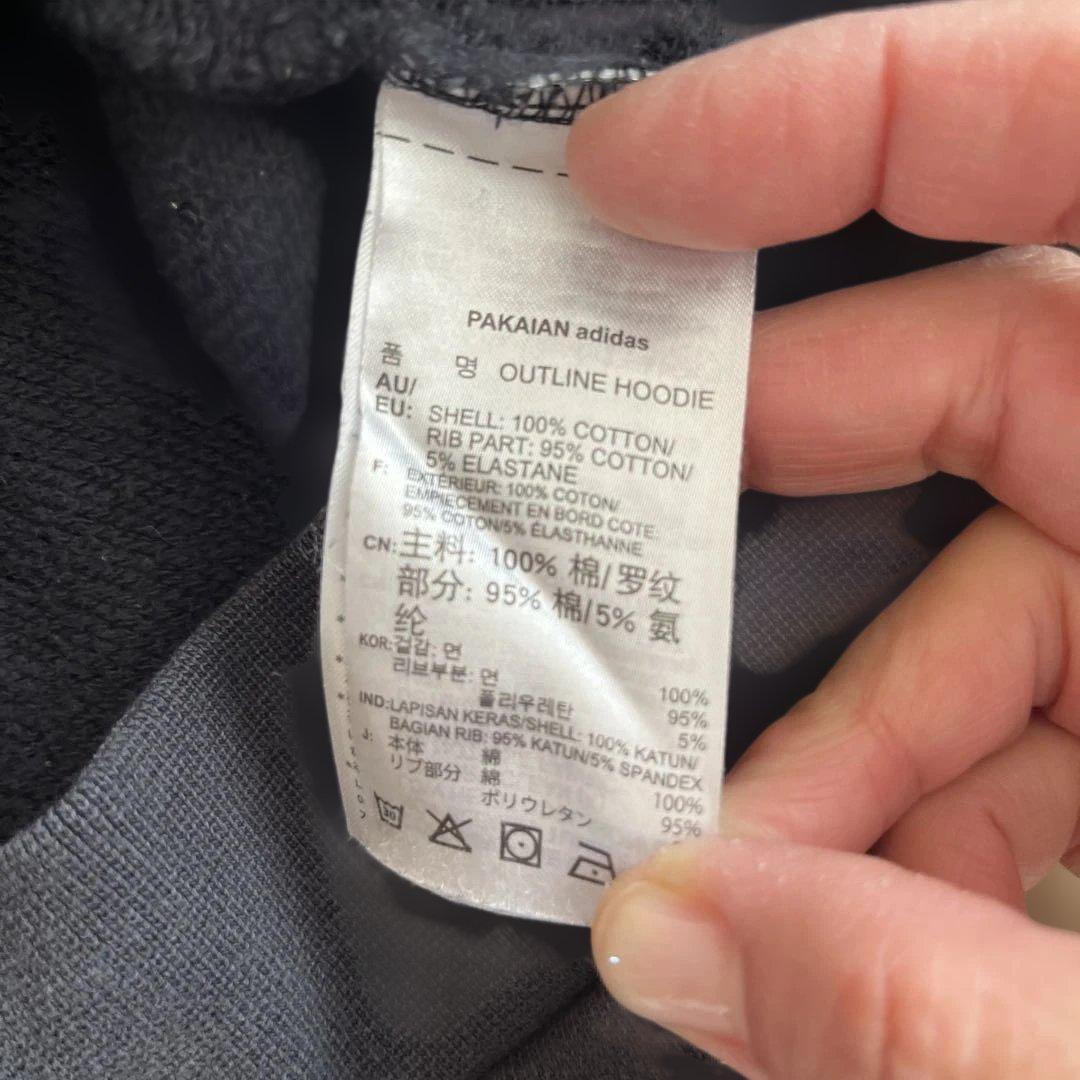 PAKAIAN adidas
품 명 OUTLINE HOODIE
AU/
EU: SHELL: 100% COTTON/
RIB PART: 95% COTTON/
5% ELASTANE
F: EXTÉRIEUR: 100% COTON/
EMPIECEMENT EN BORD COTE:
95% COTON/5% ÉLASTHANNE
CN: 主料: 100% 棉/罗纹
部分: 95% 棉/5% 氨
纶
KOR: 겉감: 면 100%
리브부분: 면 95%
폴리우레탄 5%
IND: LAPISAN KERAS/SHELL: 100% KATUN/
BAGIAN RIB: 95% KATUN/5% SPANDEX
J: 本体 綿 100%
リブ部分 綿 95%
ポリウレタン
30